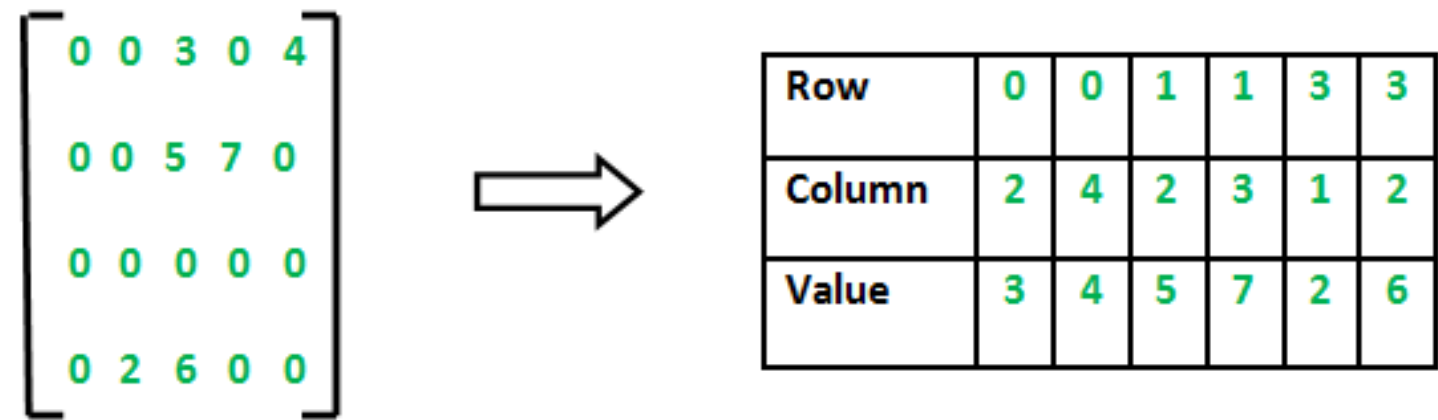 0 0 3 0 4
0 0 5 7 0
0 0 0 0 0
0 2 6 0 0
Row 0 0 1 1 3 3
Column 2 4 2 3 1 2
Value 3 4 5 7 2 6